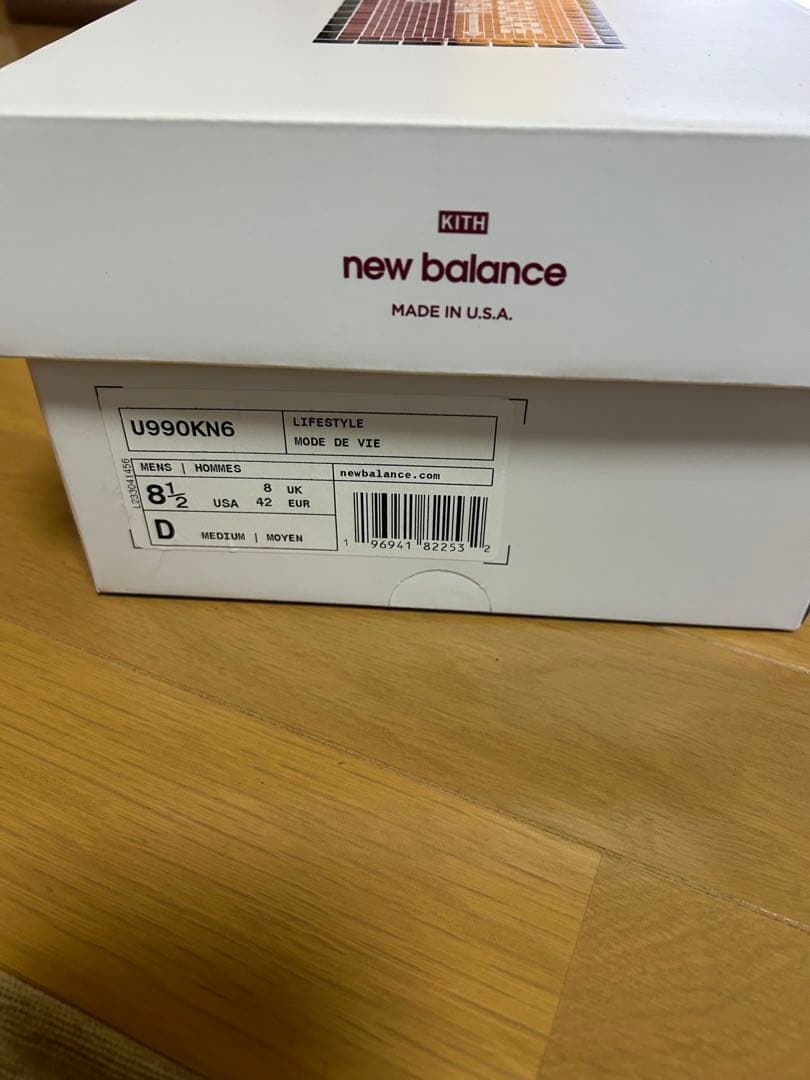 KITH
new balance
MADE IN U.S.A.
U990KN6
LIFESTYLE
MODE DE VIE
MENS | HOMMES
newbalance.com
8½ USA 8 UK
42 EUR
D MEDIUM | MOYEN
L233041456
1 96941 82253 2